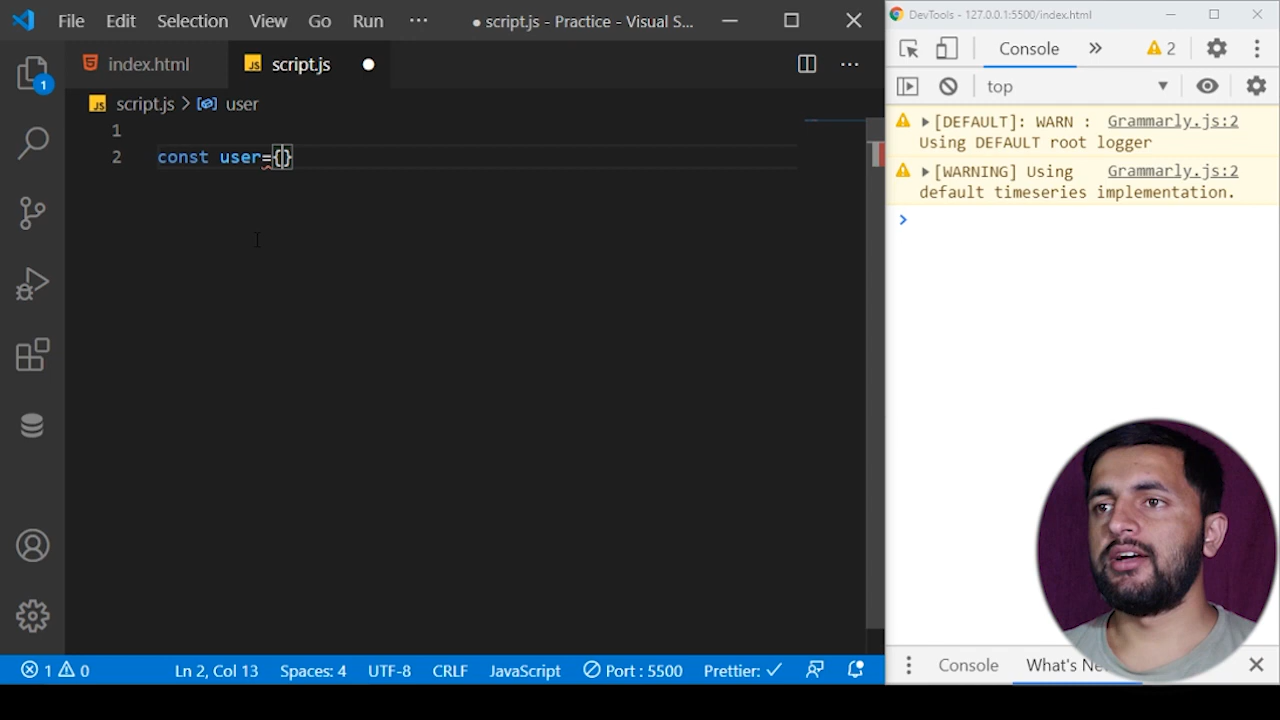 File Edit Selection View Go Run ··· ● script.js - Practice - Visual S...
index.html script.js
script.js > user
1
2 const user={}
1
Ln 2, Col 13 Spaces: 4 UTF-8 CRLF JavaScript Port : 5500 Prettier: ✓
1 0
DevTools - 127.0.0.1:5500/index.html
Console » 2
top
[DEFAULT]: WARN : Grammarly.js:2
Using DEFAULT root logger
[WARNING] Using Grammarly.js:2
default timeseries implementation.
Console What's Ne